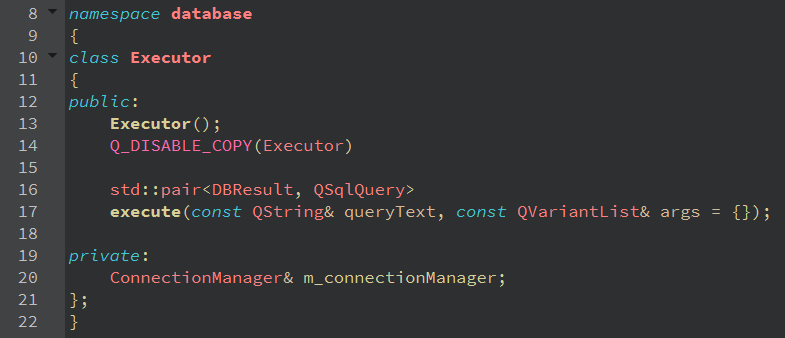 8 namespace database
9 {
10 class Executor
11 {
12 public:
13     Executor();
14     Q_DISABLE_COPY(Executor)
15
16     std::pair<DBResult, QSqlQuery>
17     execute(const QString& queryText, const QVariantList& args = {});
18
19 private:
20     ConnectionManager& m_connectionManager;
21 };
22 }